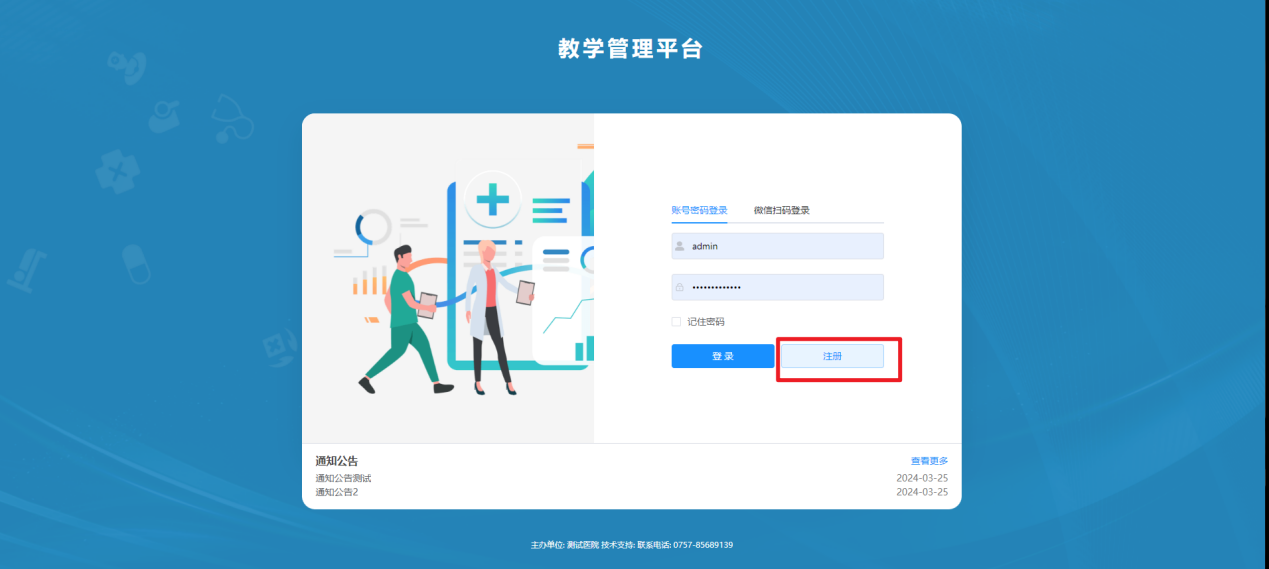 教学管理平台
账号密码登录 微信扫码登录
admin
•••••••••••••
记住密码
登 录 注册
通知公告 查看更多
通知公告测试 2024-03-25
通知公告2 2024-03-25
主办单位: 测试医院 技术支持: 联系电话: 0757-85689139